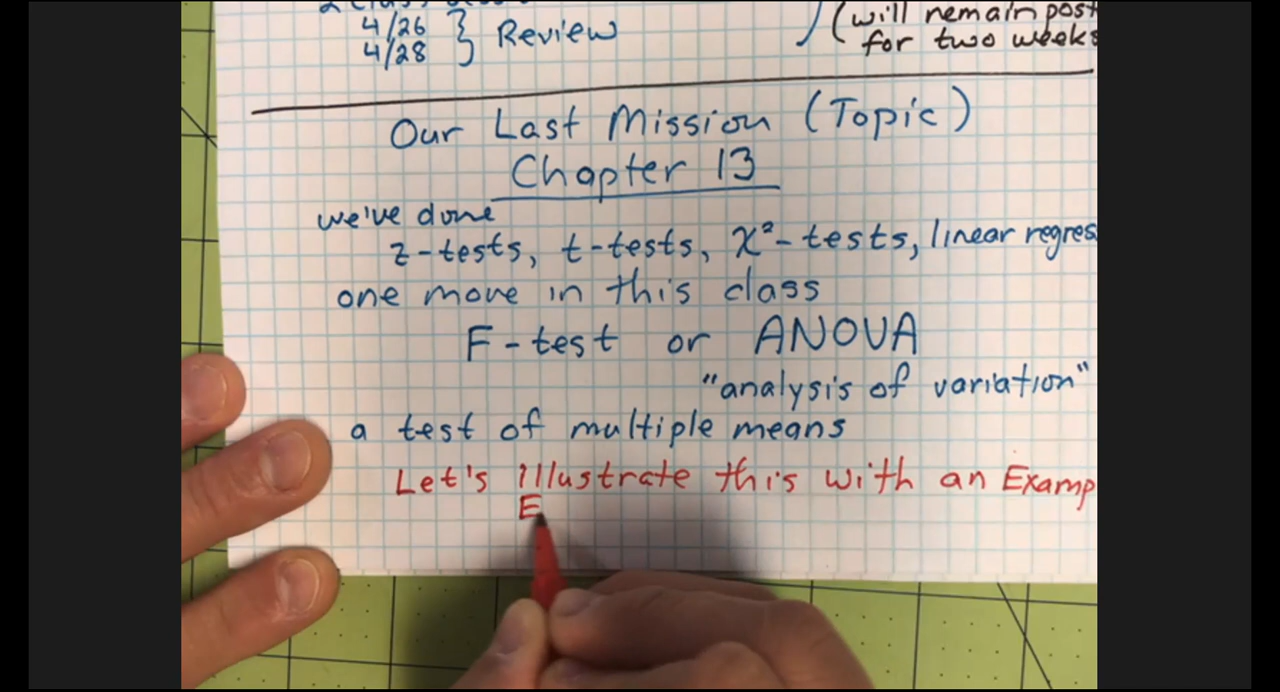 4/26 } Review
4/28
(will remain post
for two weeks
Our Last Mission (Topic)
Chapter 13
we've done
z-tests, t-tests, χ²-tests, linear regres
one move in this class
F-test or ANOVA
"analysis of variation"
a test of multiple means
Let's Illustrate this with an Examp
E